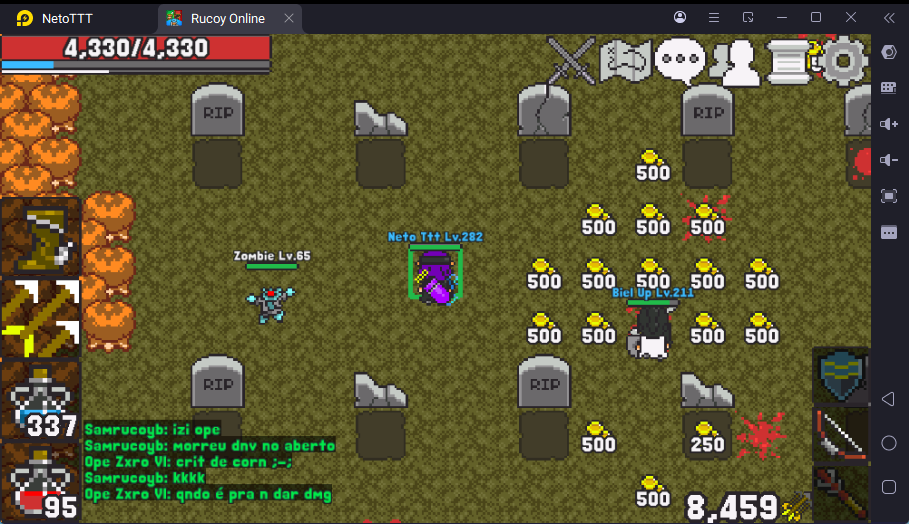 NetoTTT
Rucoy Online
4,330/4,330
RIP
RIP
500
500
500
500
Neto Ttt Lv.282
Zombie Lv.65
500
500
500
500
500
Biel Up Lv.211
500
500
500
500
RIP
RIP
337
Samrucoyb: izi ope
Samrucoyb: morreu dnv no aberto
Ope Zxro VI: crit de corn ;-;
Samrucoyb: kkkk
Ope Zxro VI: qndo é pra n dar dmg
500
250
95
500
8,459